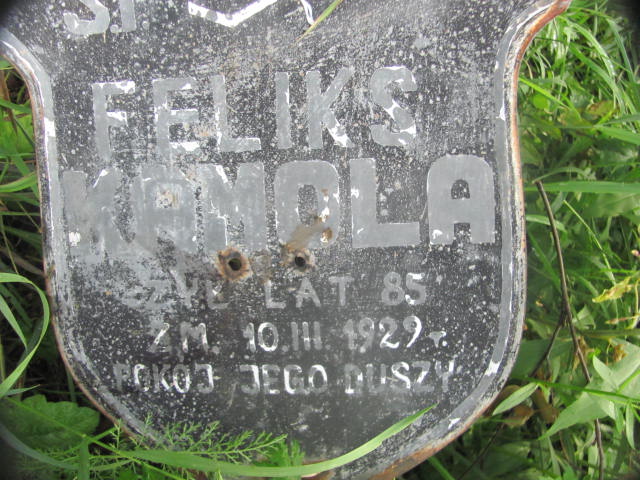 Ś.P
FELIKS
KAMOLA
ŻYŁ LAT 85
ZM. 10.III.1929 r.
POKÓJ JEGO DUSZY